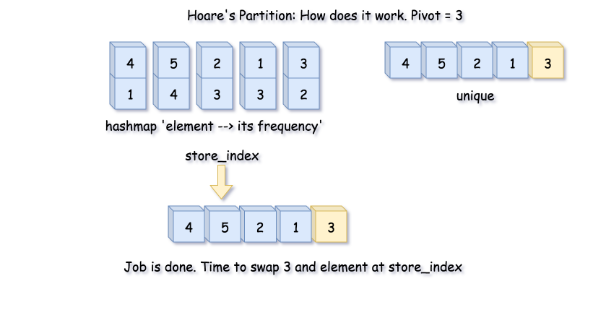 Hoare's Partition: How does it work. Pivot = 3
4 5 2 1 3
1 4 3 3 2
hashmap 'element --> its frequency'
4 5 2 1 3
unique
store_index
4 5 2 1 3
Job is done. Time to swap 3 and element at store_index